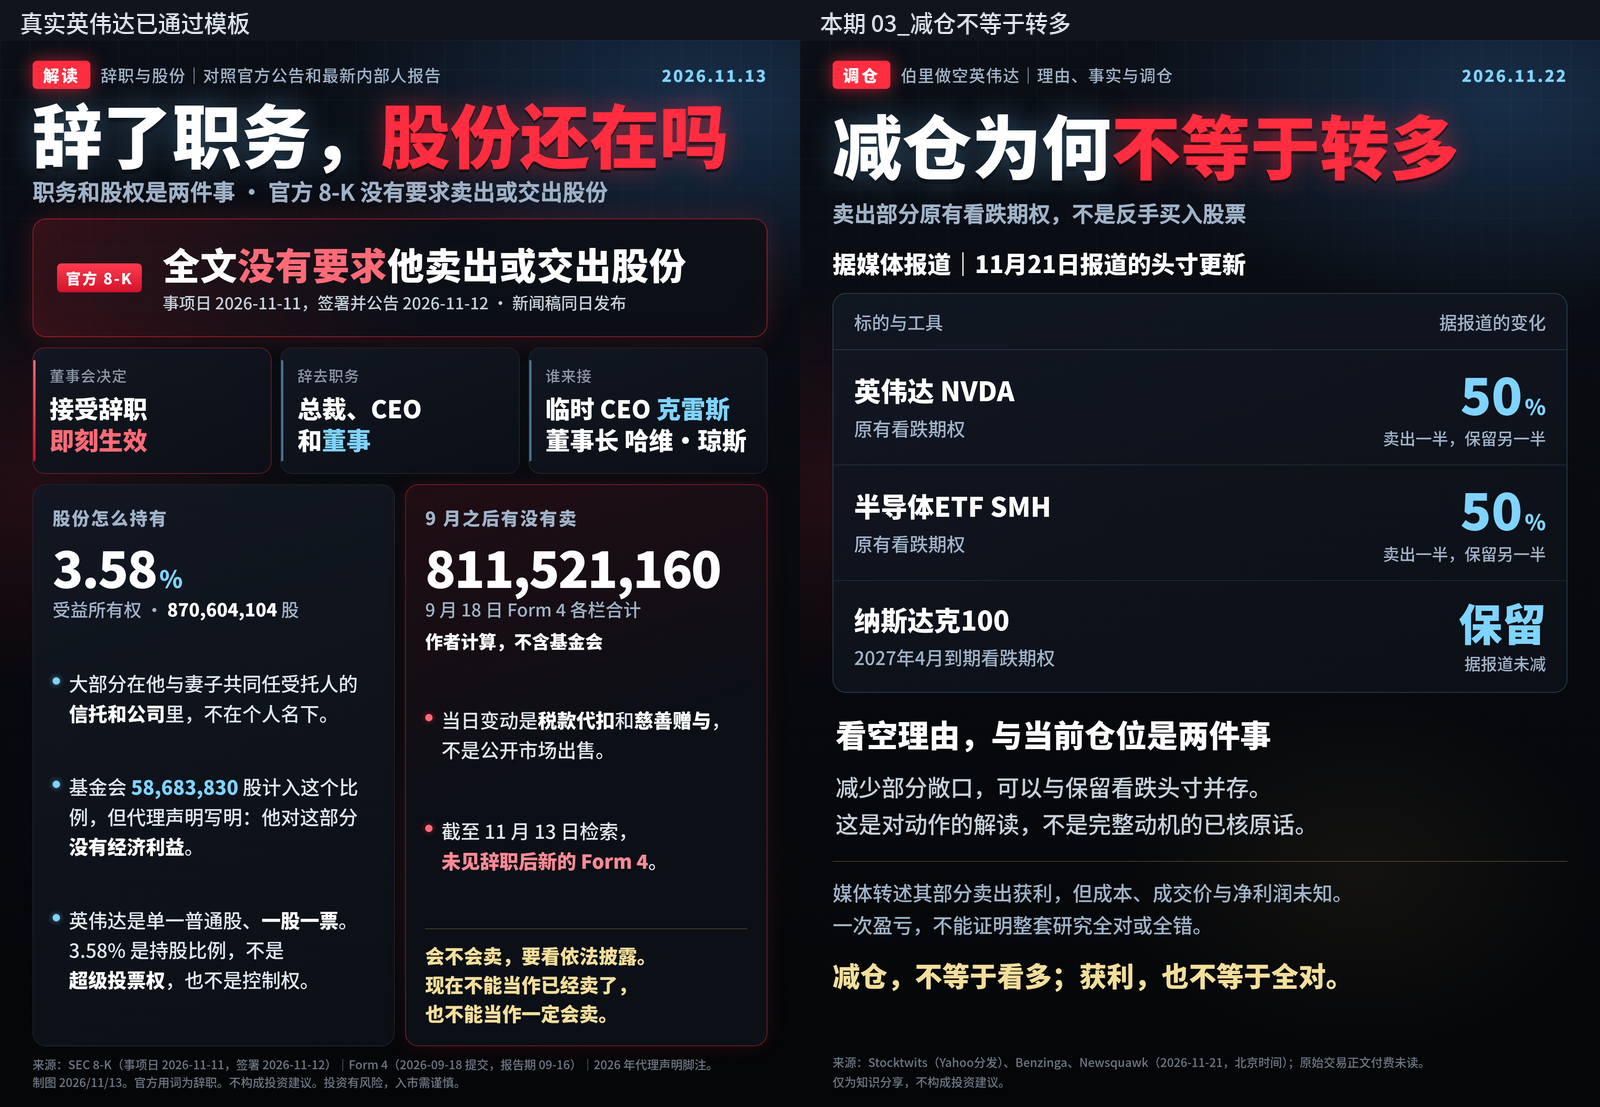 真实英伟达已通过模板
解读 辞职与股份｜对照官方公告和最新内部人报告 2026.11.13
辞了职务，股份还在吗
职务和股权是两件事 · 官方 8-K 没有要求卖出或交出股份
官方 8-K
全文没有要求他卖出或交出股份
事项日 2026-11-11，签署并公告 2026-11-12 · 新闻稿同日发布
董事会决定
接受辞职
即刻生效
辞去职务
总裁、CEO
和董事
谁来接
临时 CEO 克雷斯
董事长 哈维·琼斯
股份怎么持有
3.58%
受益所有权 · 870,604,104 股
大部分在他与妻子共同任受托人的
信托和公司里，不在个人名下。
基金会 58,683,830 股计入这个比
例，但代理声明写明：他对这部分
没有经济利益。
英伟达是单一普通股、一股一票。
3.58% 是持股比例，不是
超级投票权，也不是控制权。
9 月之后有没有卖
811,521,160
9 月 18 日 Form 4 各栏合计
作者计算，不含基金会
当日变动是税款代扣和慈善赠与，
不是公开市场出售。
截至 11 月 13 日检索，
未见辞职后新的 Form 4。
会不会卖，要看依法披露。
现在不能当作已经卖了，
也不能当作一定会卖。
来源：SEC 8-K（事项日 2026-11-11，签署 2026-11-12）｜Form 4（2026-09-18 提交，报告期 09-16）｜2026 年代理声明脚注。
制图 2026/11/13。官方用词为辞职。不构成投资建议。投资有风险，入市需谨慎。
本期 03_减仓不等于转多
调仓 伯里做空英伟达｜理由、事实与调仓 2026.11.22
减仓为何不等于转多
卖出部分原有看跌期权，不是反手买入股票
据媒体报道｜11月21日报道的头寸更新
标的与工具 据报道的变化
英伟达 NVDA 50%
原有看跌期权 卖出一半，保留另一半
半导体ETF SMH 50%
原有看跌期权 卖出一半，保留另一半
纳斯达克100 保留
2027年4月到期看跌期权 据报道未减
看空理由，与当前仓位是两件事
减少部分敞口，可以与保留看跌头寸并存。
这是对动作的解读，不是完整动机的已核原话。
媒体转述其部分卖出获利，但成本、成交价与净利润未知。
一次盈亏，不能证明整套研究全对或全错。
减仓，不等于看多；获利，也不等于全对。
来源：Stocktwits（Yahoo分发）、Benzinga、Newsquawk（2026-11-21，北京时间）；原始交易正文付费未读。
仅为知识分享，不构成投资建议。